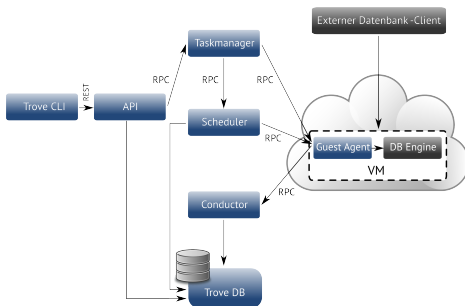 Externer Datenbank-Client
Taskmanager
RPC
RPC
RPC
Trove CLI
REST
API
Scheduler
RPC
Guest Agent
DB Engine
VM
RPC
Conductor
Trove DB